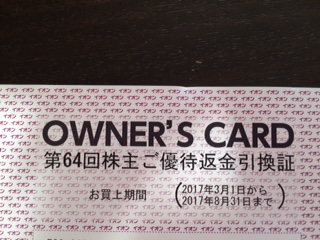 OWNER'S CARD
第64回株主ご優待返金引換証
お買上期間 (2017年3月1日から
2017年8月31日まで)